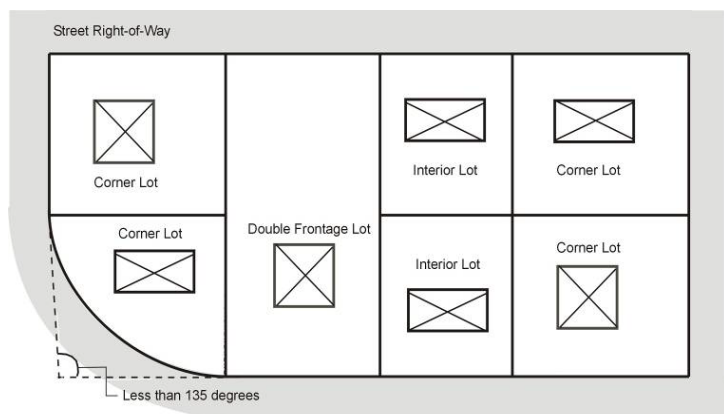 Street Right-of-Way
Corner Lot
Interior Lot
Corner Lot
Corner Lot
Double Frontage Lot
Interior Lot
Corner Lot
Less than 135 degrees